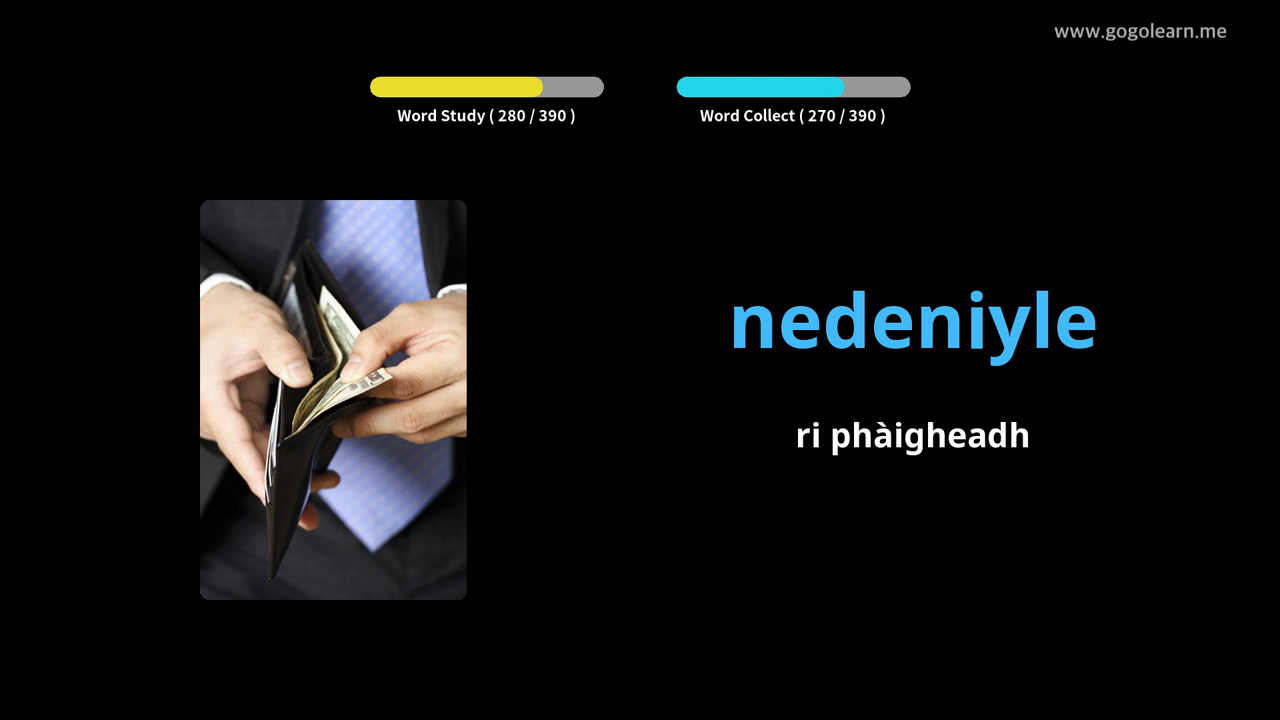 www.gogolearn.me
Word Study ( 280 / 390 )
Word Collect ( 270 / 390 )
nedeniyle
ri phàigheadh